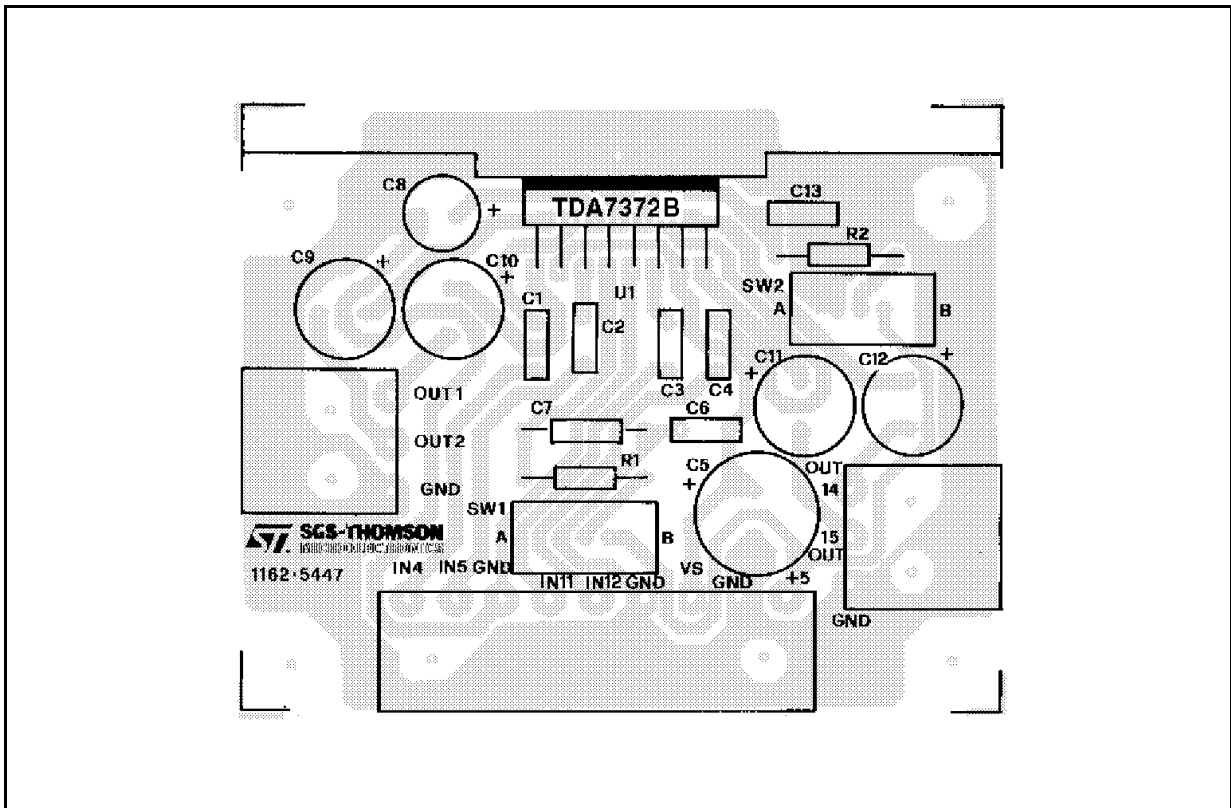 C8
+
TDA7372B
C13
R2
C9
+
C10
+
SW2
A
B
C1
U1
C2
C3
C4
+
C11
C12
+
OUT1
C7
C6
OUT2
R1
C5
+
OUT
14
GND
SW1
A
B
15
OUT
SGS-THOMSON
MICROELECTRONICS
1162·5447
IN4
IN5
GND
IN11
IN12
GND
VS
GND
+5
GND